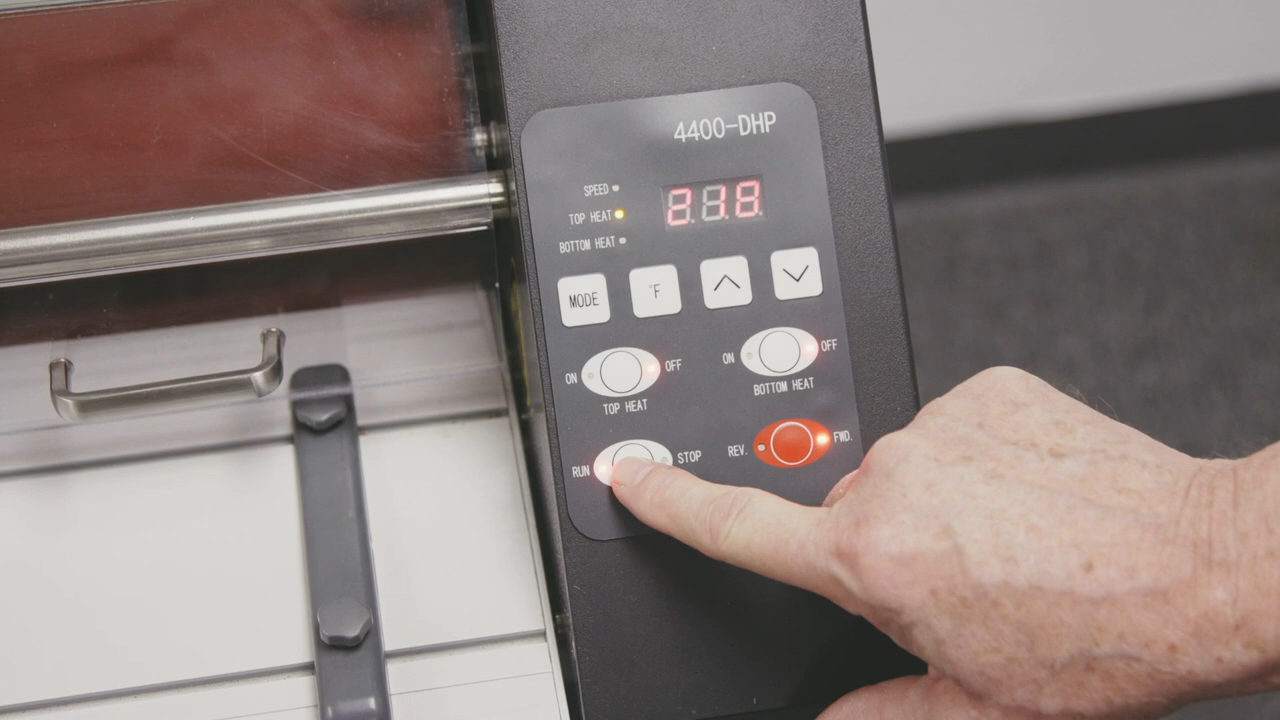 4400-DHP
SPEED
TOP HEAT
BOTTOM HEAT
218
MODE
°F
ON
OFF
TOP HEAT
ON
OFF
BOTTOM HEAT
RUN
STOP
REV.
FWD.